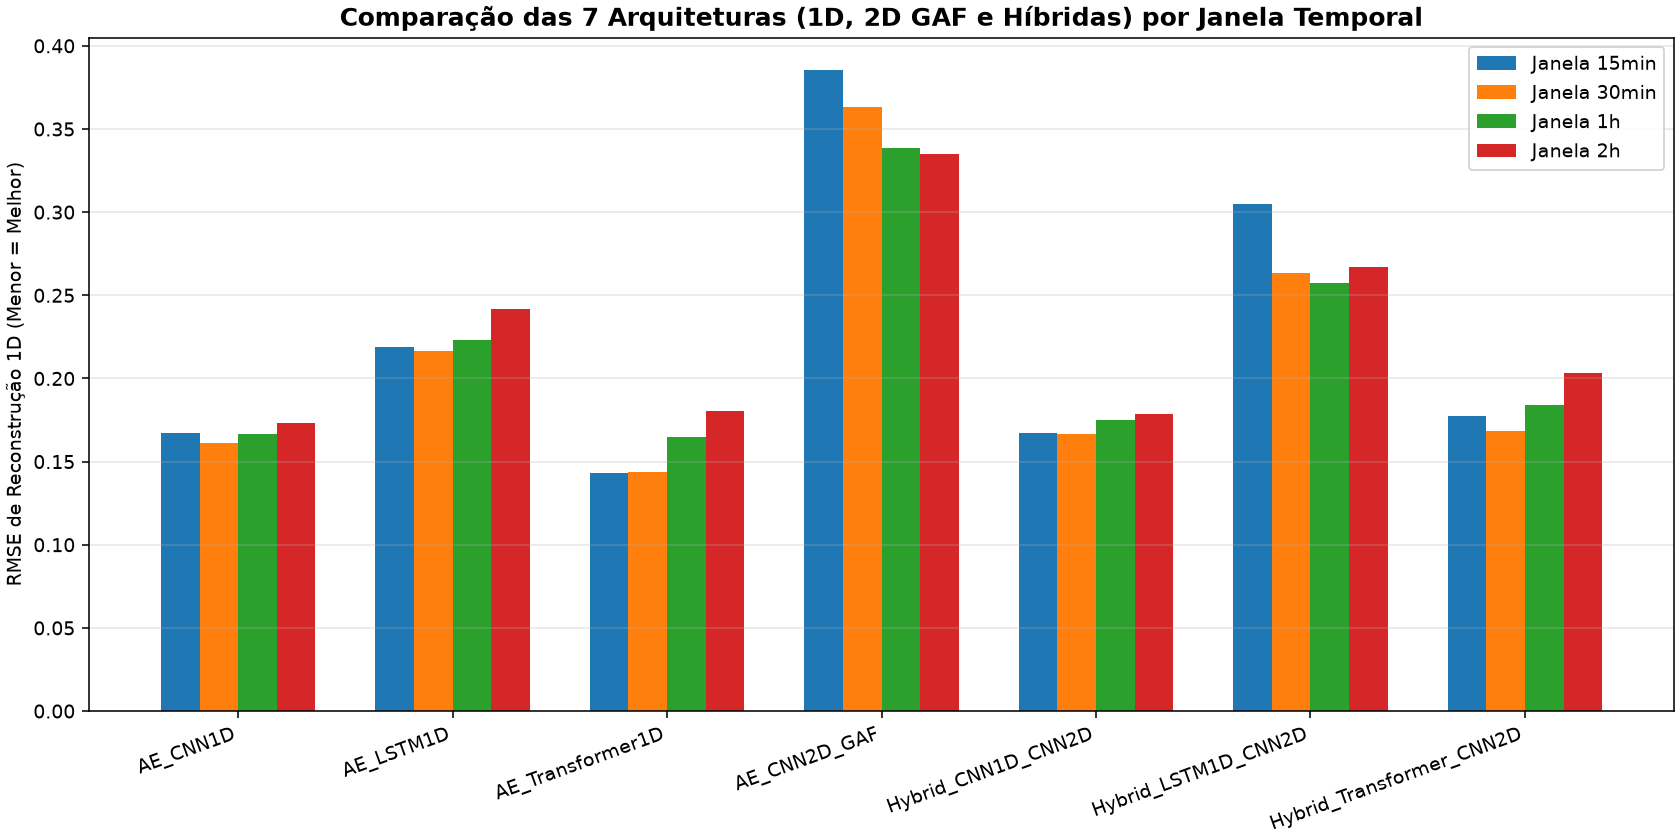 Comparação das 7 Arquiteturas (1D, 2D GAF e Híbridas) por Janela Temporal
RMSE de Reconstrução 1D (Menor = Melhor)
0.40
0.35
0.30
0.25
0.20
0.15
0.10
0.05
0.00
Janela 15min
Janela 30min
Janela 1h
Janela 2h
AE_CNN1D
AE_LSTM1D
AE_Transformer1D
AE_CNN2D_GAF
Hybrid_CNN1D_CNN2D
Hybrid_LSTM1D_CNN2D
Hybrid_Transformer_CNN2D